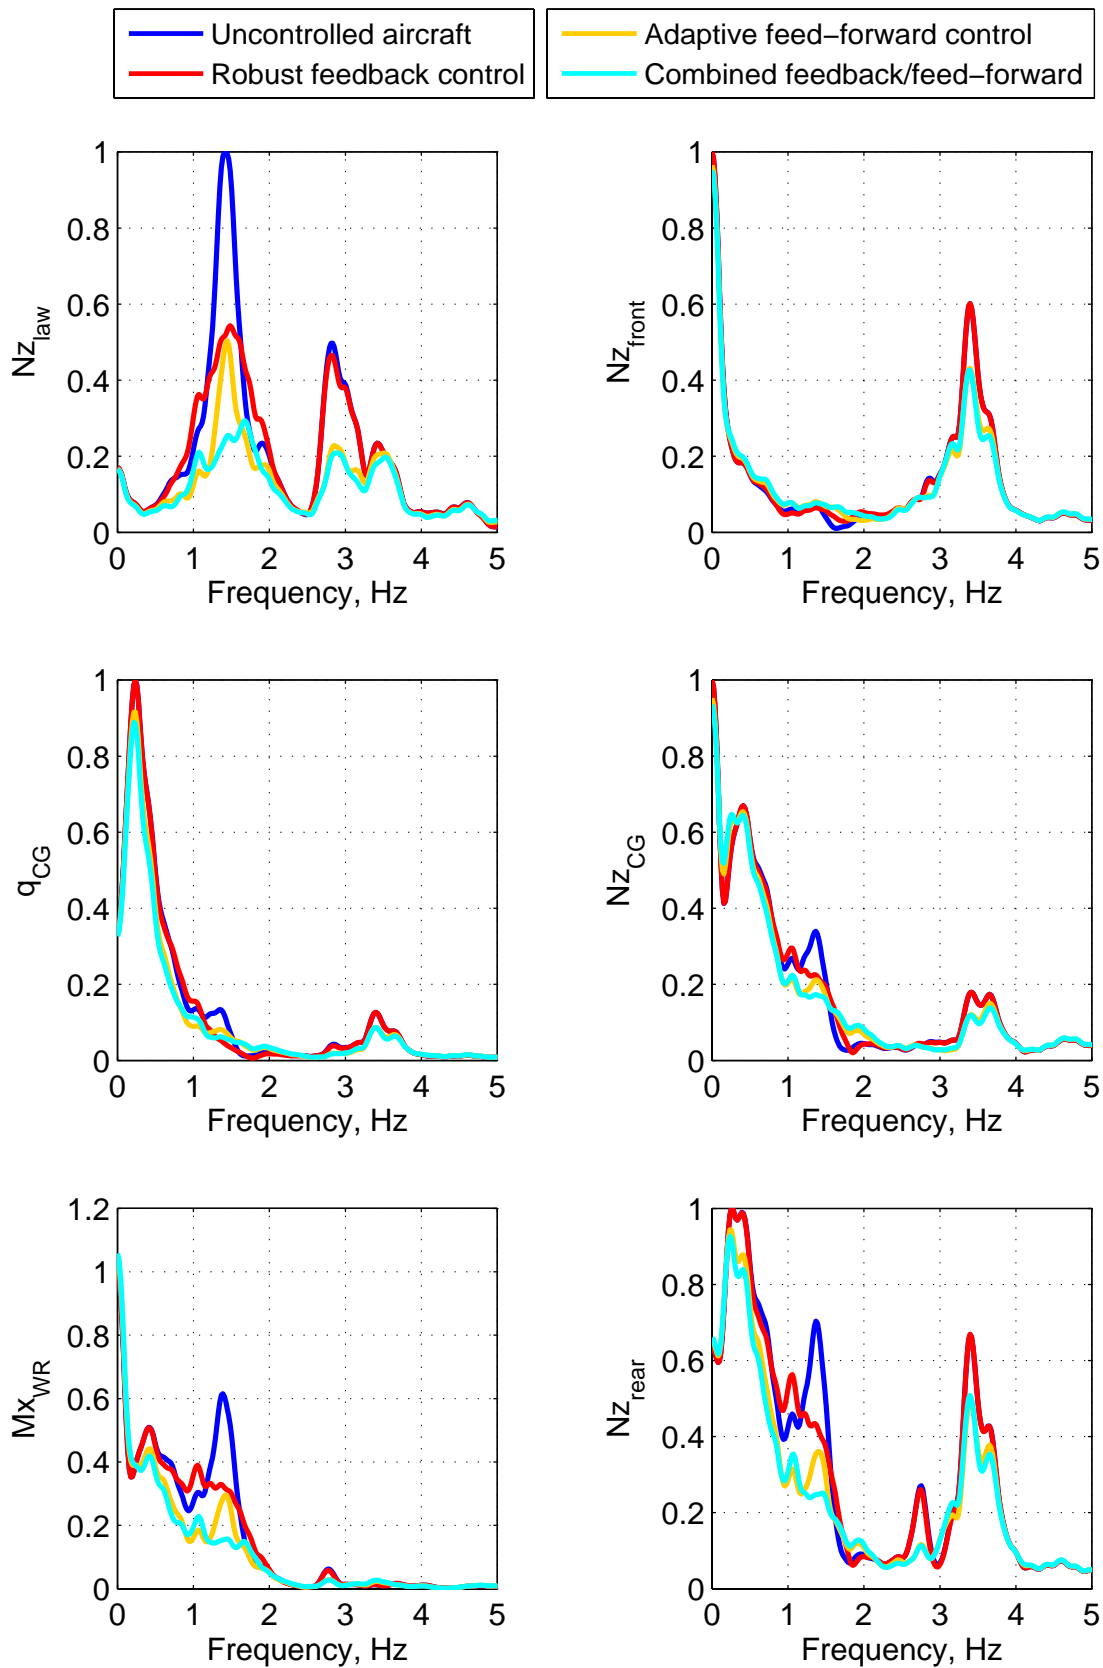 Uncontrolled aircraft
Robust feedback control
Adaptive feed−forward control
Combined feedback/feed−forward
1
0.8
0.6
0.4
0.2
0
0 1 2 3 4 5
Frequency, Hz
Nz_law
1
0.8
0.6
0.4
0.2
0
0 1 2 3 4 5
Frequency, Hz
Nz_front
1
0.8
0.6
0.4
0.2
0
0 1 2 3 4 5
Frequency, Hz
q_CG
1
0.8
0.6
0.4
0.2
0
0 1 2 3 4 5
Frequency, Hz
Nz_CG
1.2
1
0.8
0.6
0.4
0.2
0
0 1 2 3 4 5
Frequency, Hz
Mx_WR
1
0.8
0.6
0.4
0.2
0
0 1 2 3 4 5
Frequency, Hz
Nz_rear